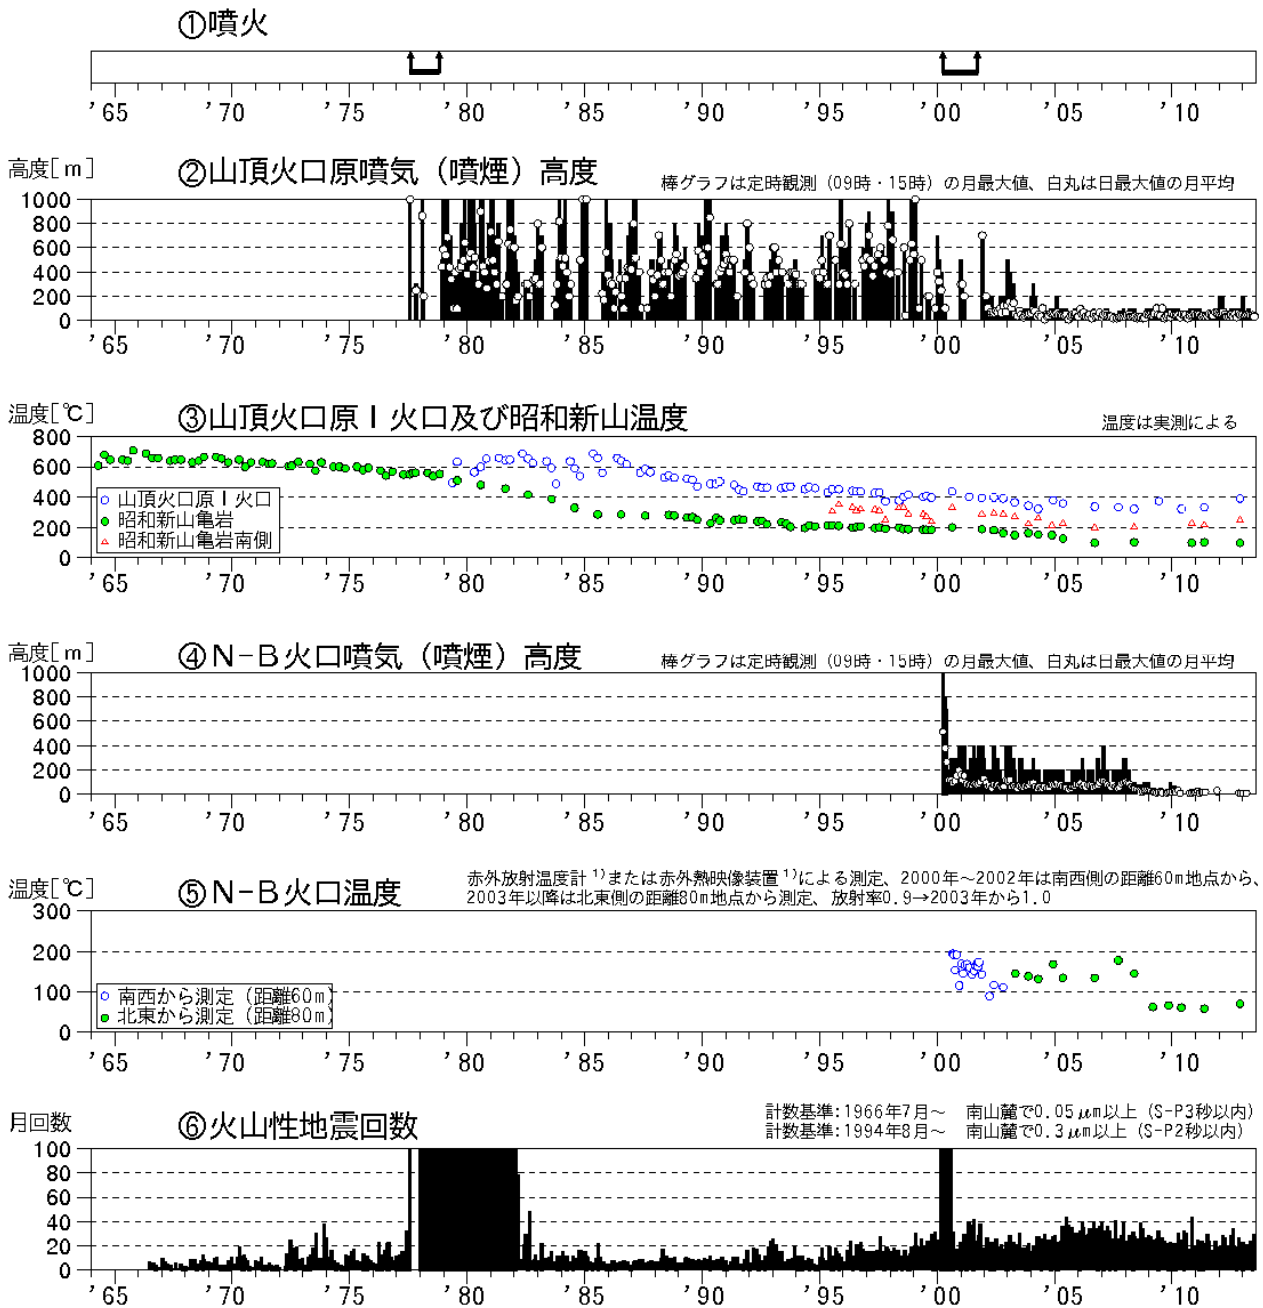 ①噴火
'65 '70 '75 '80 '85 '90 '95 '00 '05 '10
高度[m] ②山頂火口原噴気（噴煙）高度 棒グラフは定時観測（09時・15時）の月最大値、白丸は日最大値の月平均
1000
800
600
400
200
0
'65 '70 '75 '80 '85 '90 '95 '00 '05 '10
温度[℃] ③山頂火口原Ⅰ火口及び昭和新山温度 温度は実測による
800
600
400
200
0
山頂火口原Ⅰ火口
昭和新山亀岩
昭和新山亀岩南側
'65 '70 '75 '80 '85 '90 '95 '00 '05 '10
高度[m] ④N-B火口噴気（噴煙）高度 棒グラフは定時観測（09時・15時）の月最大値、白丸は日最大値の月平均
1000
800
600
400
200
0
'65 '70 '75 '80 '85 '90 '95 '00 '05 '10
温度[℃] ⑤N-B火口温度 赤外放射温度計¹⁾または赤外熱映像装置¹⁾による測定、2000年～2002年は南西側の距離60m地点から、
2003年以降は北東側の距離80m地点から測定、放射率0.9→2003年から1.0
300
200
100
0
南西から測定（距離60m）
北東から測定（距離80m）
'65 '70 '75 '80 '85 '90 '95 '00 '05 '10
月回数 ⑥火山性地震回数 計数基準:1966年7月～ 南山麓で0.05μm以上（S-P3秒以内）
計数基準:1994年8月～ 南山麓で0.3μm以上（S-P2秒以内）
100
80
60
40
20
0
'65 '70 '75 '80 '85 '90 '95 '00 '05 '10